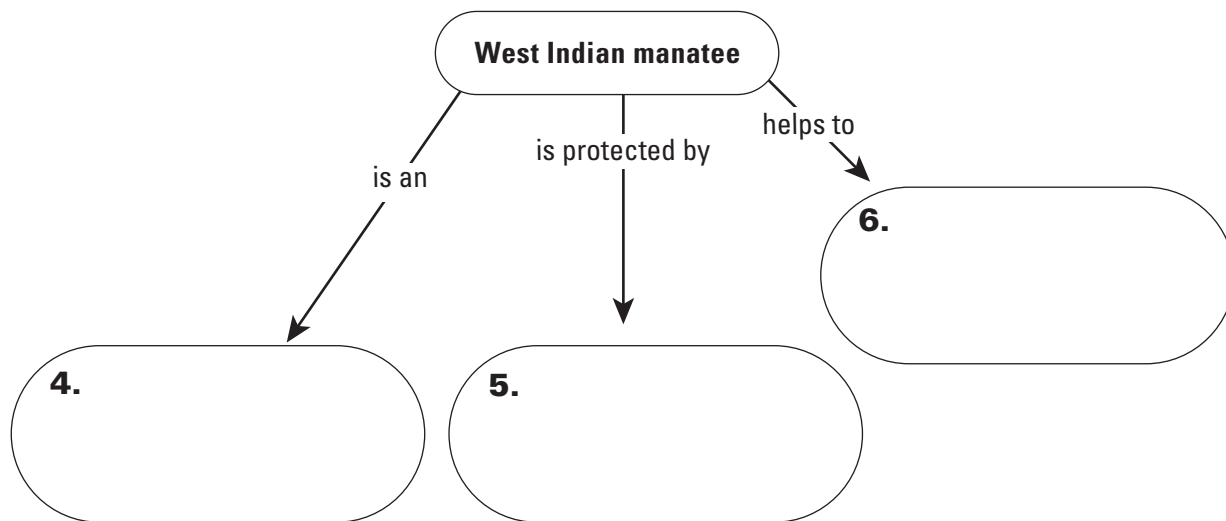 West Indian manatee
is an
is protected by
helps to
4.
5.
6.